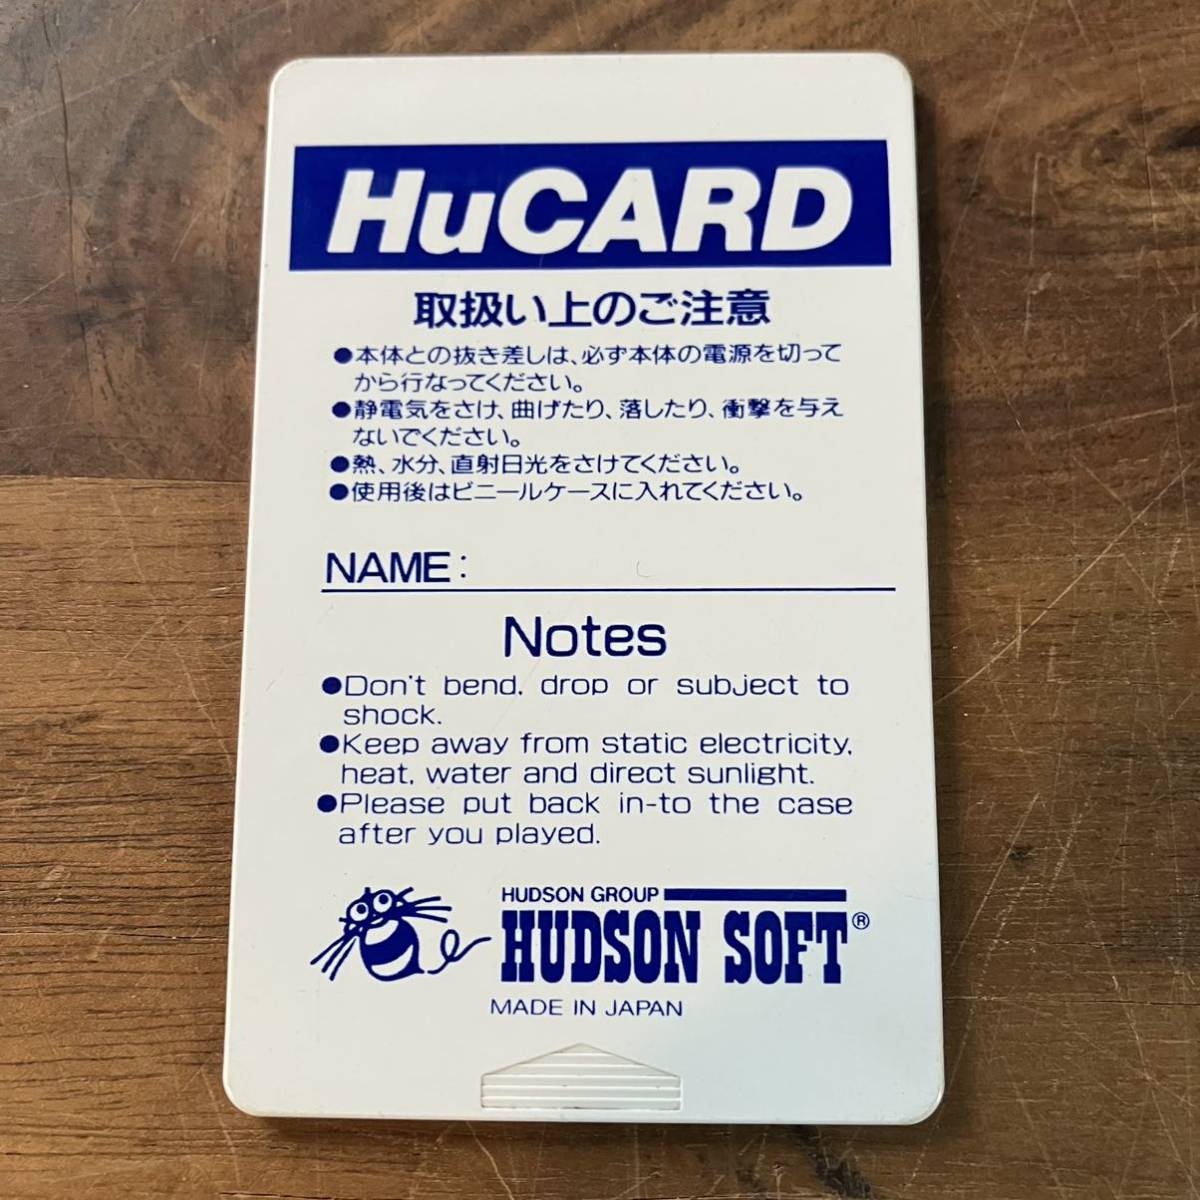 HuCARD
取扱い上のご注意
●本体との抜き差しは、必ず本体の電源を切って
から行なってください。
●静電気をさけ、曲げたり、落したり、衝撃を与え
ないでください。
●熱、水分、直射日光をさけてください。
●使用後はビニールケースに入れてください。
NAME:
Notes
●Don't bend, drop or subject to
shock.
●Keep away from static electricity,
heat, water and direct sunlight.
●Please put back in-to the case
after you played.
HUDSON GROUP
HUDSON SOFT®
MADE IN JAPAN